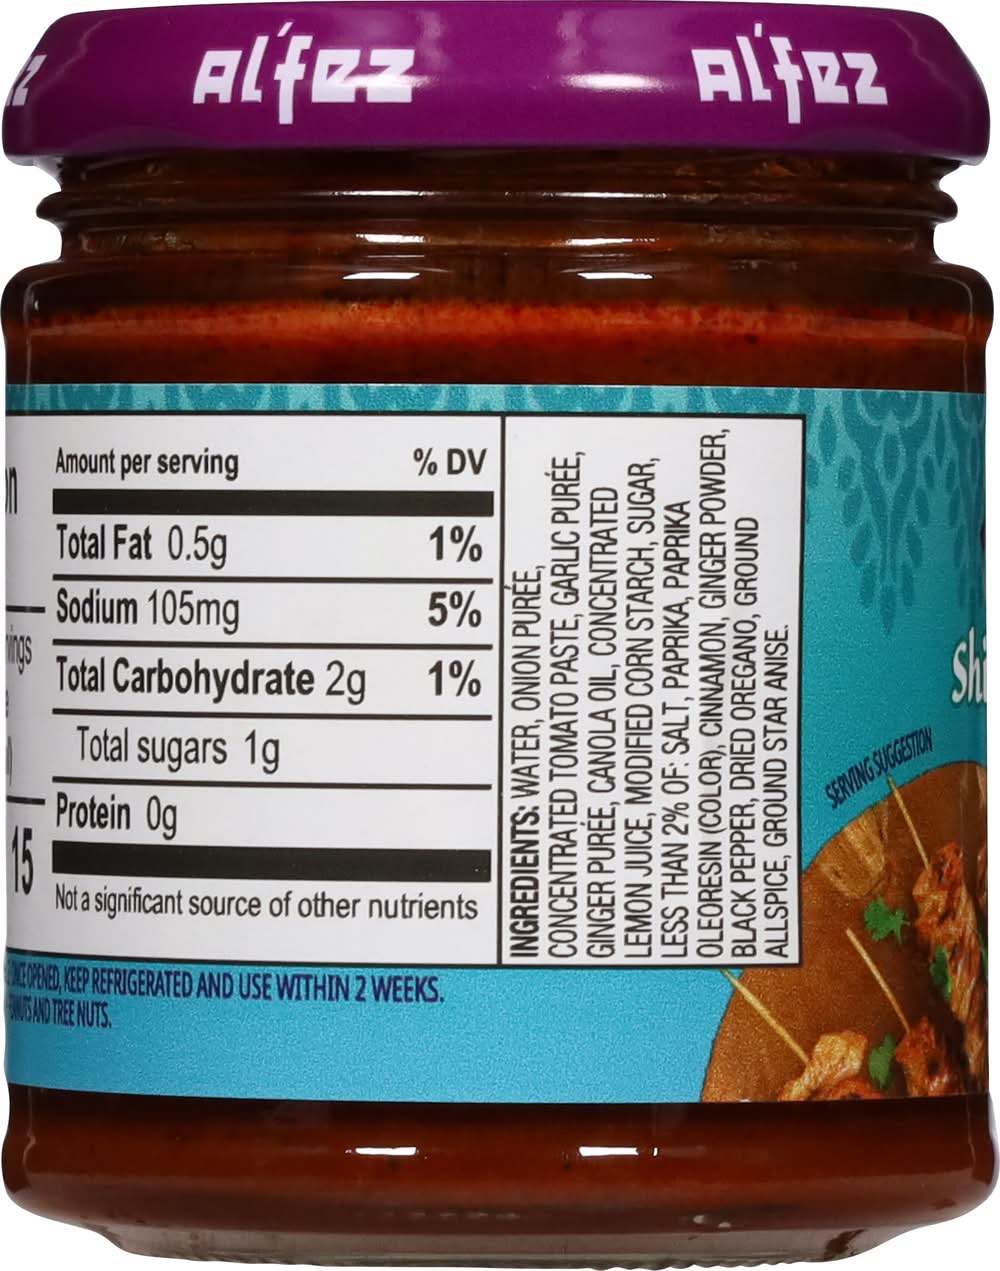 Al'fez
Al'fez
Amount per serving % DV
Total Fat 0.5g 1%
Sodium 105mg 5%
Total Carbohydrate 2g 1%
Total sugars 1g
Protein 0g
15
Not a significant source of other nutrients
INGREDIENTS: WATER, ONION PURÉE,
CONCENTRATED TOMATO PASTE, GARLIC PURÉE,
GINGER PURÉE, CANOLA OIL, CONCENTRATED
LEMON JUICE, MODIFIED CORN STARCH, SUGAR,
LESS THAN 2% OF: SALT, PAPRIKA, PAPRIKA
OLEORESIN (COLOR), CINNAMON, GINGER POWDER,
BLACK PEPPER, DRIED OREGANO, GROUND
ALLSPICE, GROUND STAR ANISE.
Shi
SERVING SUGGESTION
ONCE OPENED, KEEP REFRIGERATED AND USE WITHIN 2 WEEKS.
AND TREE NUTS.